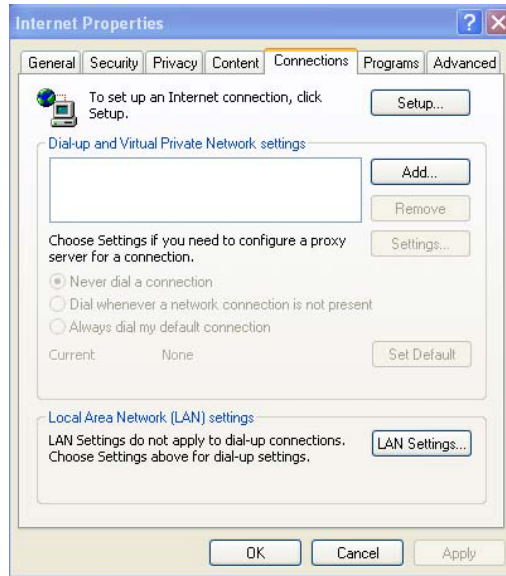 Internet Properties
General Security Privacy Content Connections Programs Advanced
To set up an Internet connection, click
Setup.
Setup...
Dial-up and Virtual Private Network settings
Add...
Remove
Choose Settings if you need to configure a proxy
server for a connection.
Settings...
Never dial a connection
Dial whenever a network connection is not present
Always dial my default connection
Current None
Set Default
Local Area Network (LAN) settings
LAN Settings do not apply to dial-up connections.
Choose Settings above for dial-up settings.
LAN Settings...
OK Cancel Apply